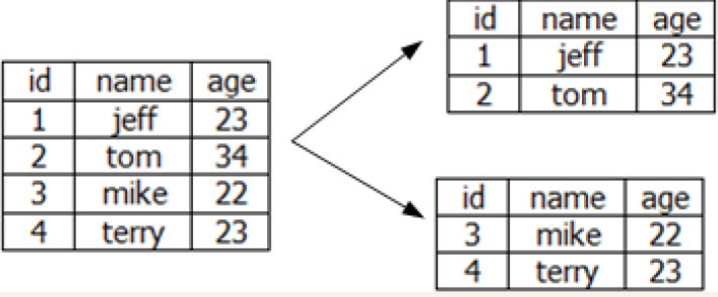 id name age
1 jeff 23
2 tom 34
3 mike 22
4 terry 23
id name age
1 jeff 23
2 tom 34
id name age
3 mike 22
4 terry 23